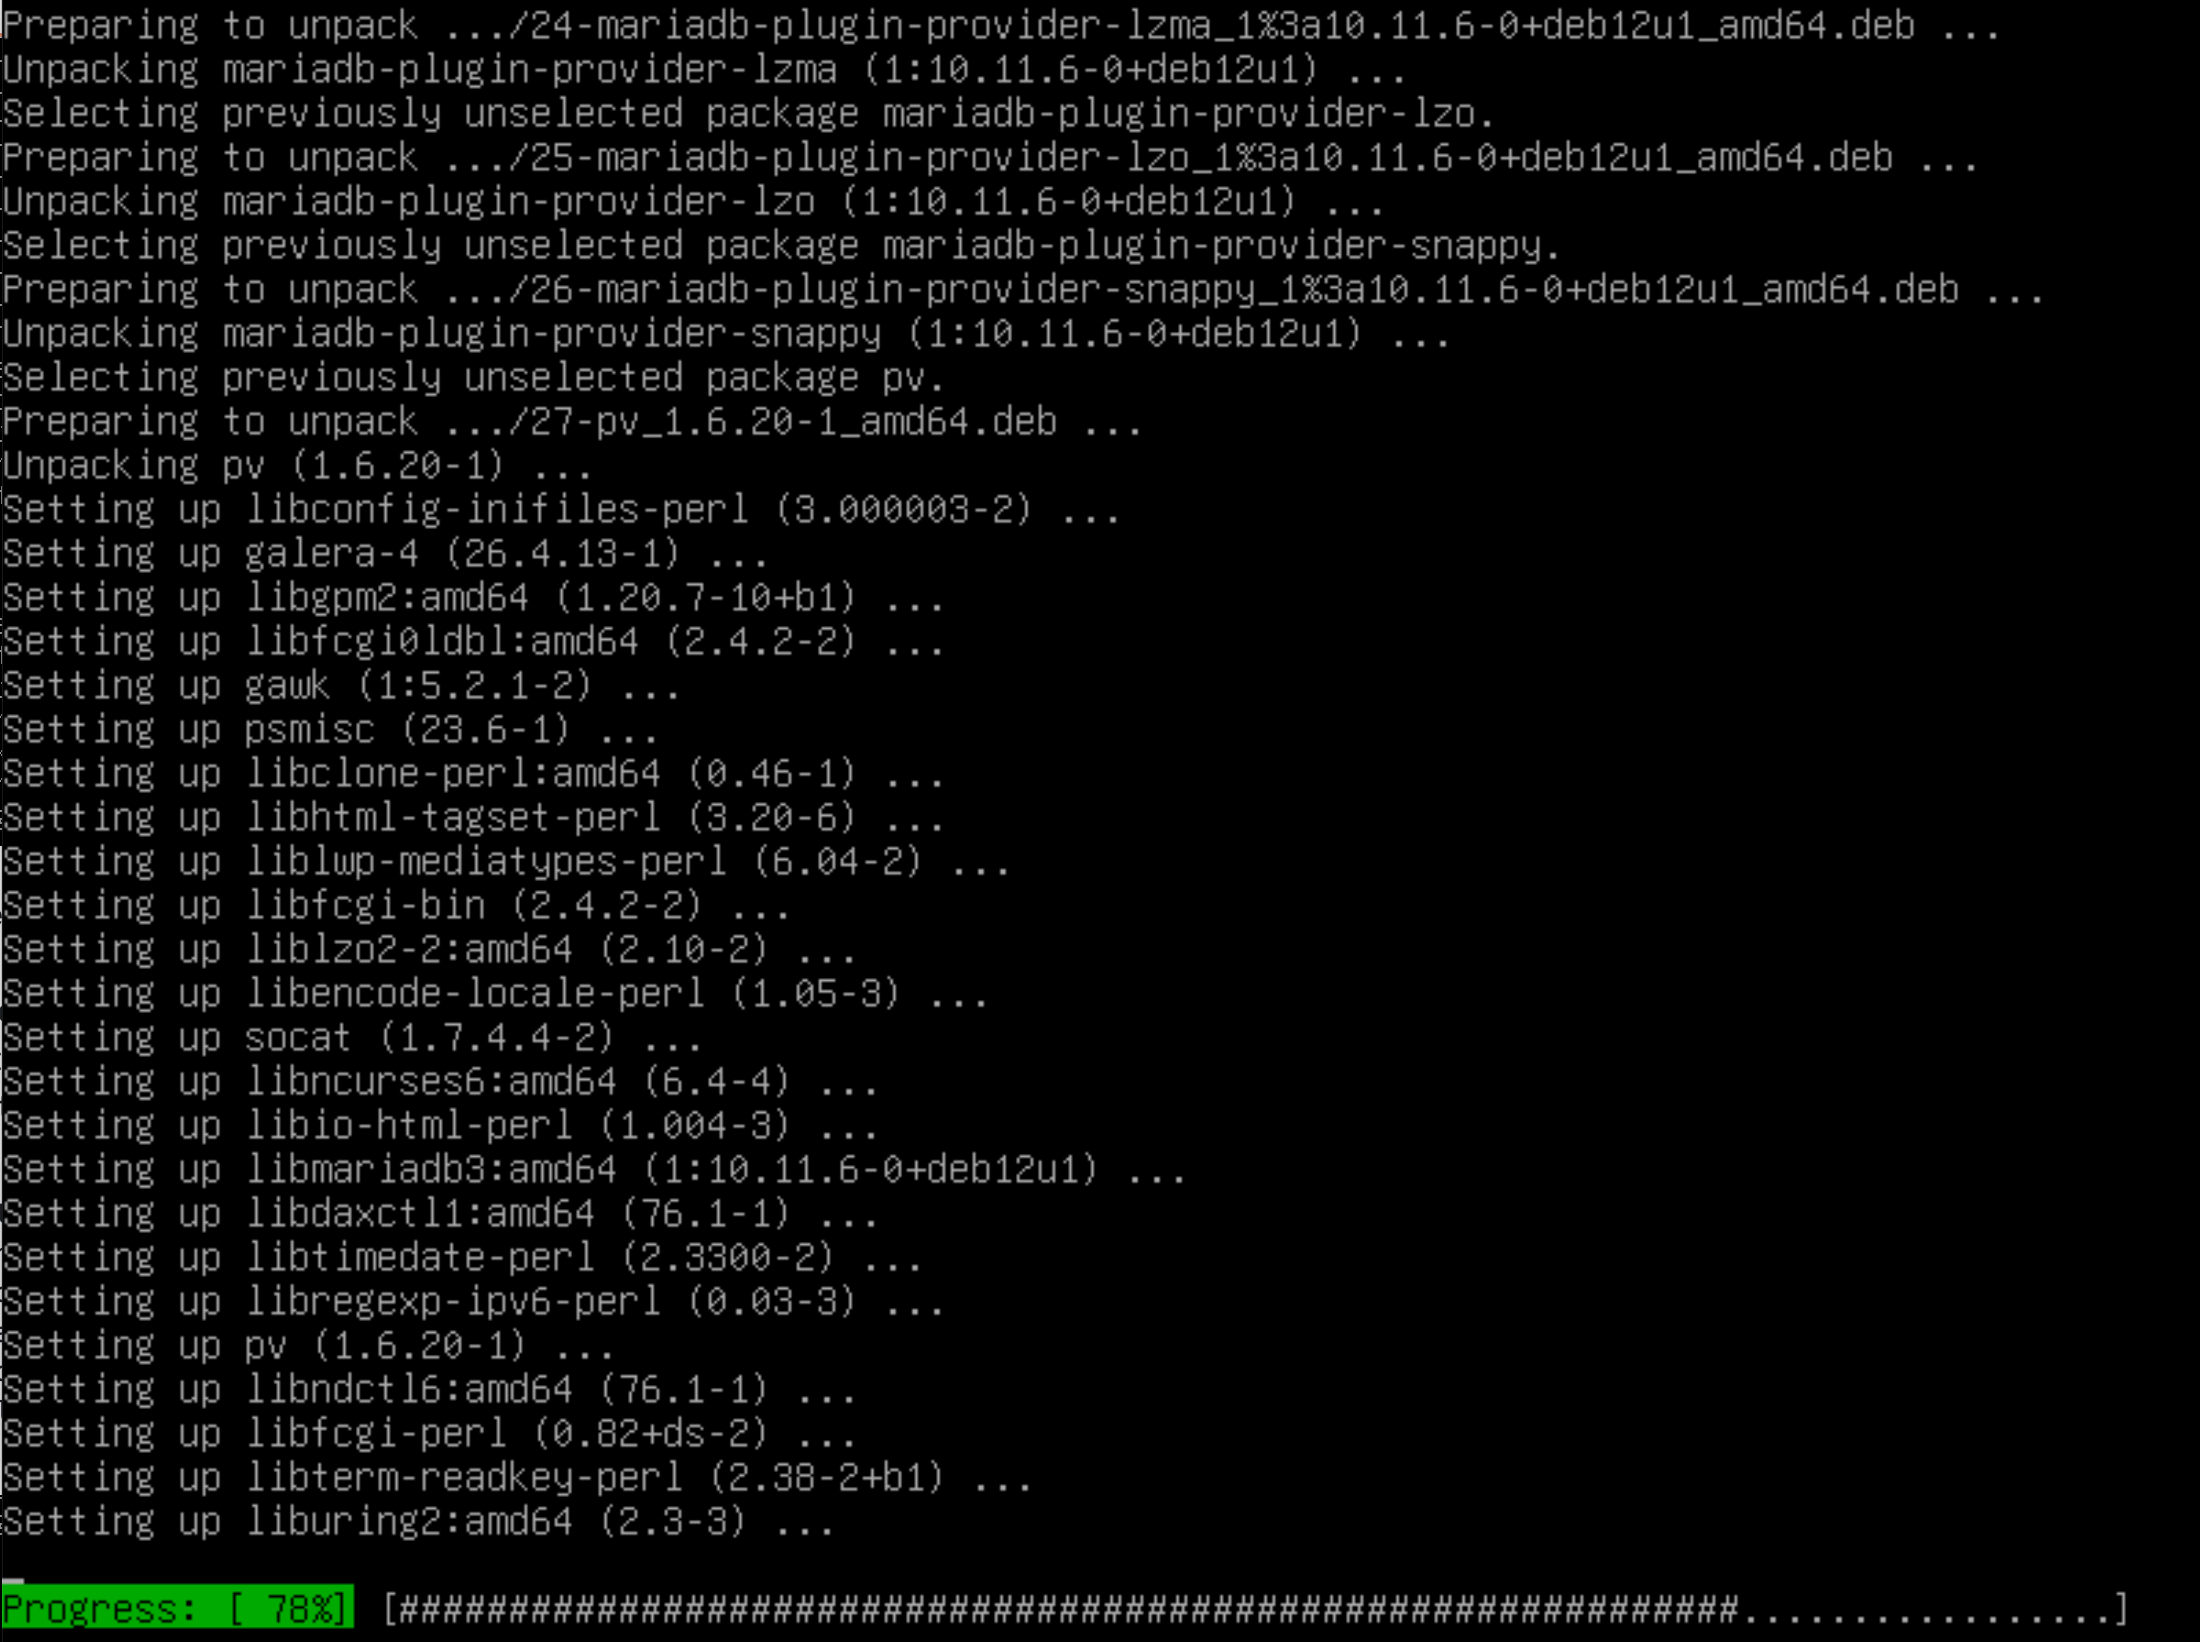 Preparing to unpack .../24-mariadb-plugin-provider-lzma_1%3a10.11.6-0+deb12u1_amd64.deb ...
Unpacking mariadb-plugin-provider-lzma (1:10.11.6-0+deb12u1) ...
Selecting previously unselected package mariadb-plugin-provider-lzo.
Preparing to unpack .../25-mariadb-plugin-provider-lzo_1%3a10.11.6-0+deb12u1_amd64.deb ...
Unpacking mariadb-plugin-provider-lzo (1:10.11.6-0+deb12u1) ...
Selecting previously unselected package mariadb-plugin-provider-snappy.
Preparing to unpack .../26-mariadb-plugin-provider-snappy_1%3a10.11.6-0+deb12u1_amd64.deb ...
Unpacking mariadb-plugin-provider-snappy (1:10.11.6-0+deb12u1) ...
Selecting previously unselected package pv.
Preparing to unpack .../27-pv_1.6.20-1_amd64.deb ...
Unpacking pv (1.6.20-1) ...
Setting up libconfig-inifiles-perl (3.000003-2) ...
Setting up galera-4 (26.4.13-1) ...
Setting up libgpm2:amd64 (1.20.7-10+b1) ...
Setting up libfcgi0ldbl:amd64 (2.4.2-2) ...
Setting up gawk (1:5.2.1-2) ...
Setting up psmisc (23.6-1) ...
Setting up libclone-perl:amd64 (0.46-1) ...
Setting up libhtml-tagset-perl (3.20-6) ...
Setting up liblwp-mediatypes-perl (6.04-2) ...
Setting up libfcgi-bin (2.4.2-2) ...
Setting up liblzo2-2:amd64 (2.10-2) ...
Setting up libencode-locale-perl (1.05-3) ...
Setting up socat (1.7.4.4-2) ...
Setting up libncurses6:amd64 (6.4-4) ...
Setting up libio-html-perl (1.004-3) ...
Setting up libmariadb3:amd64 (1:10.11.6-0+deb12u1) ...
Setting up libdaxctl1:amd64 (76.1-1) ...
Setting up libtimedate-perl (2.3300-2) ...
Setting up libregexp-ipv6-perl (0.03-3) ...
Setting up pv (1.6.20-1) ...
Setting up libndctl6:amd64 (76.1-1) ...
Setting up libfcgi-perl (0.82+ds-2) ...
Setting up libterm-readkey-perl (2.38-2+b1) ...
Setting up liburing2:amd64 (2.3-3) ...
Progress: [ 78%] [#############################################################.................]